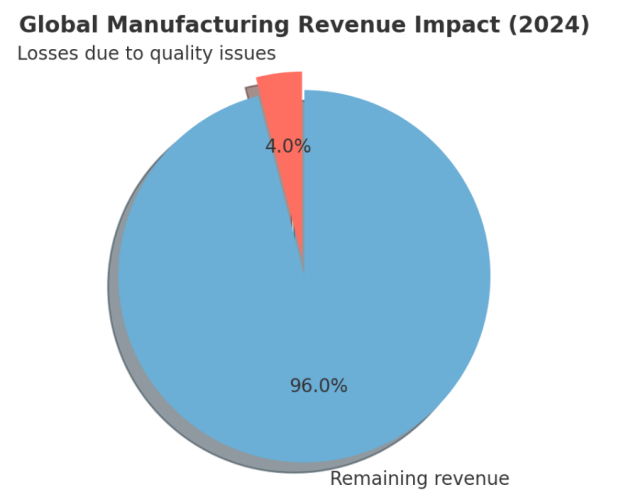 Global Manufacturing Revenue Impact (2024)
Losses due to quality issues
4.0%
96.0%
Remaining revenue